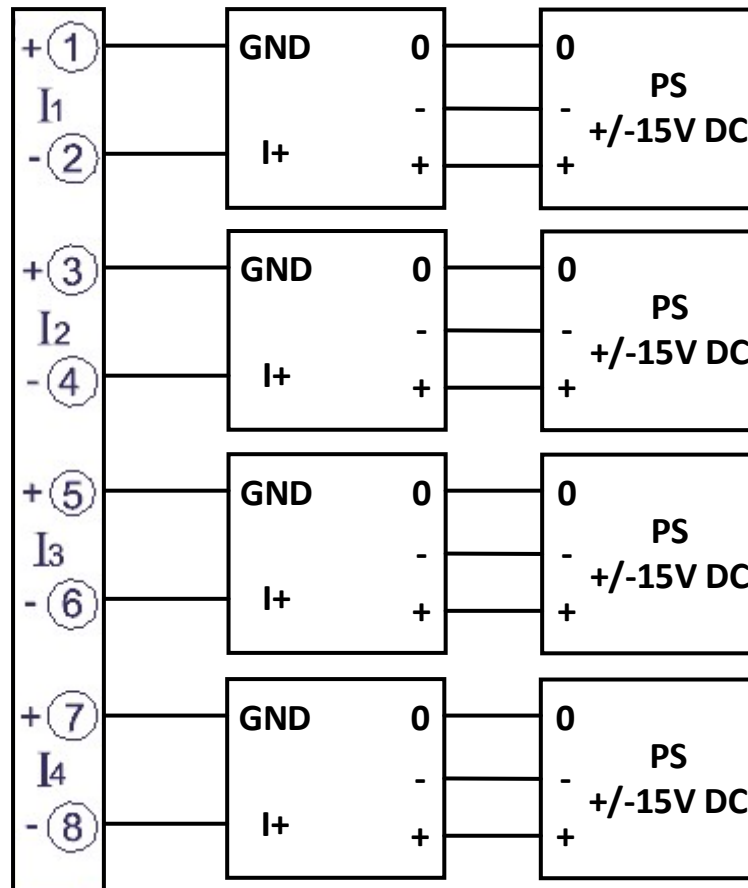 + 1 GND 0 0
I1 PS
- - +/-15V DC
- 2 I+ + +
+ 3 GND 0 0
I2 PS
- - +/-15V DC
- 4 I+ + +
+ 5 GND 0 0
I3 PS
- - +/-15V DC
- 6 I+ + +
+ 7 GND 0 0
I4 PS
- - +/-15V DC
- 8 I+ + +